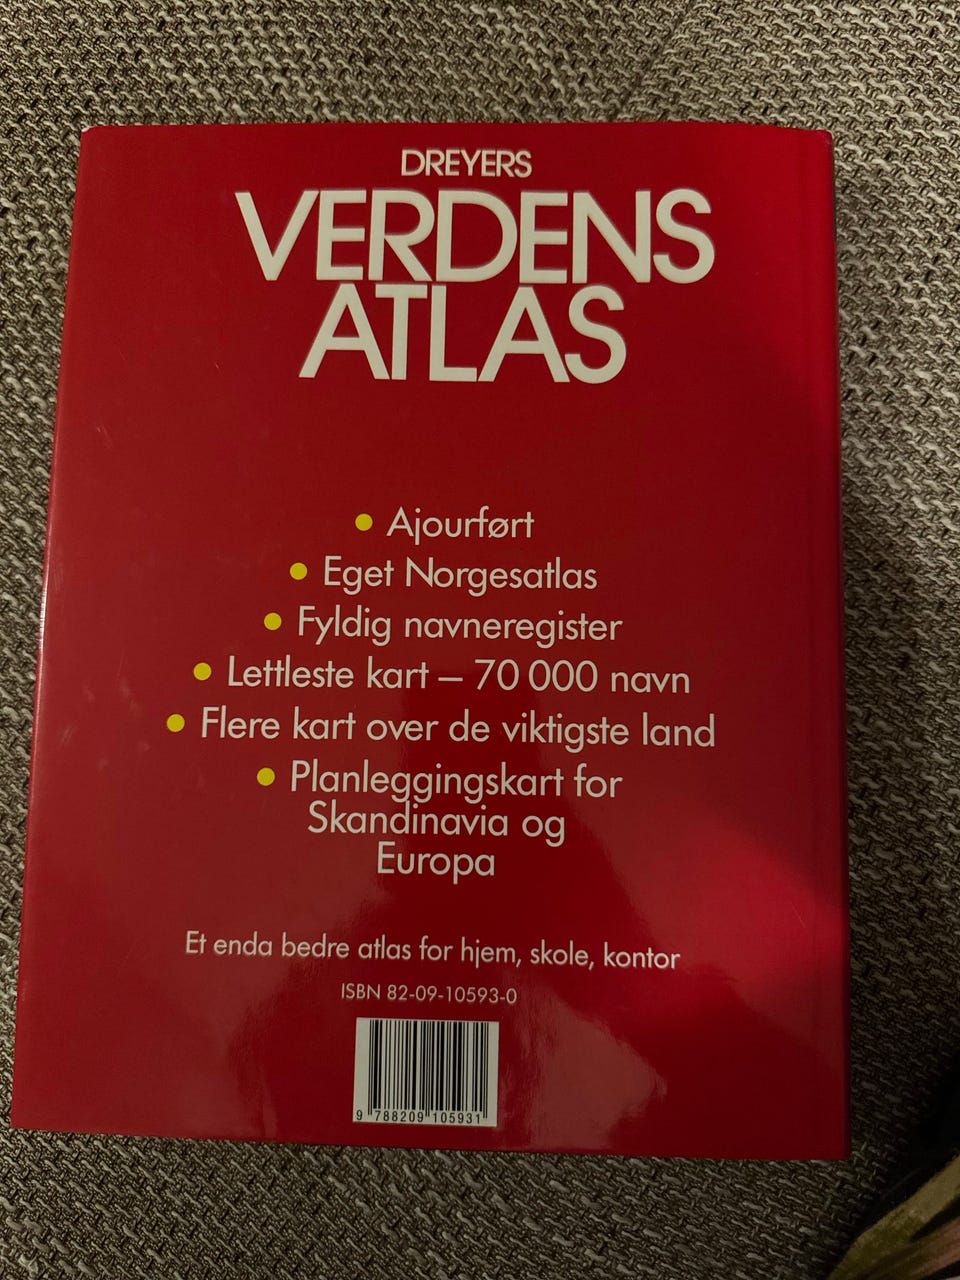 DREYERS
VERDENS
ATLAS
● Ajourført
● Eget Norgesatlas
● Fyldig navneregister
● Lettleste kart – 70 000 navn
● Flere kart over de viktigste land
● Planleggingskart for
Skandinavia og
Europa
Et enda bedre atlas for hjem, skole, kontor
ISBN 82-09-10593-0
9 788209 105931